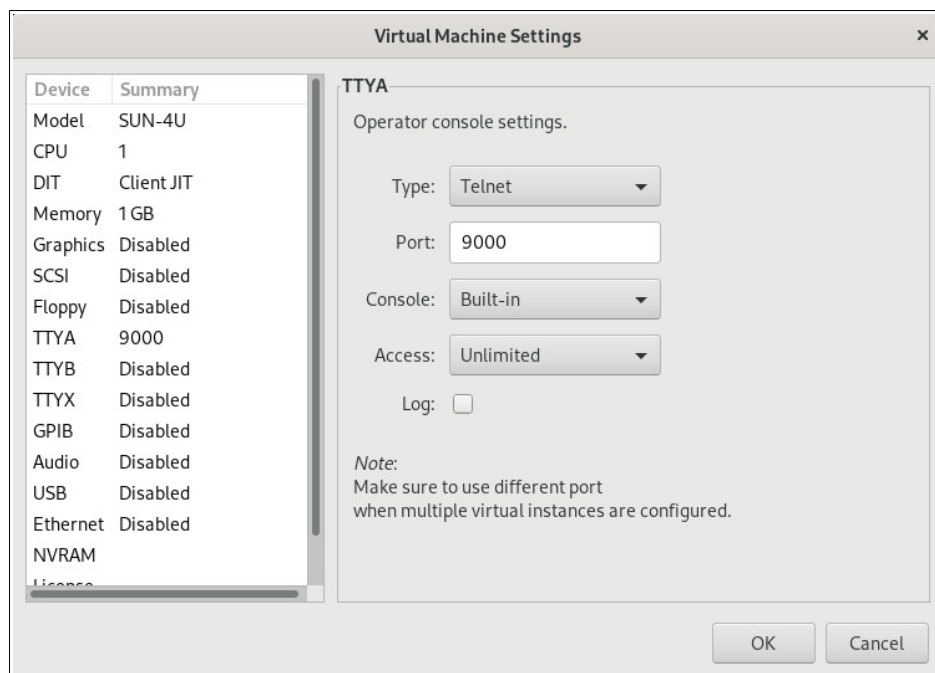 Virtual Machine Settings ×
Device Summary
Model SUN-4U
CPU 1
DIT Client JIT
Memory 1 GB
Graphics Disabled
SCSI Disabled
Floppy Disabled
TTYA 9000
TTYB Disabled
TTYX Disabled
GPIB Disabled
Audio Disabled
USB Disabled
Ethernet Disabled
NVRAM
License
TTYA
Operator console settings.
Type: Telnet
Port: 9000
Console: Built-in
Access: Unlimited
Log:
Note:
Make sure to use different port
when multiple virtual instances are configured.
OK Cancel